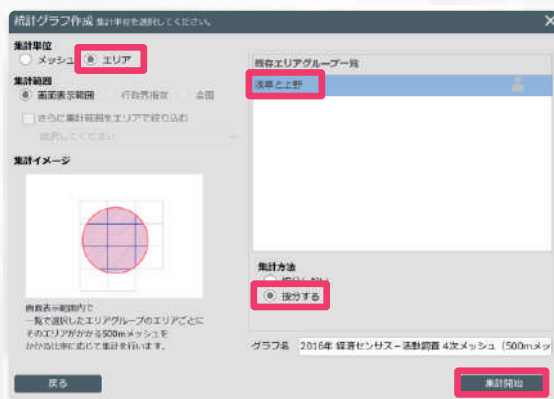 統計グラフ作成 集計単位を選択してください。
集計単位
メッシュ エリア
集計範囲
画面表示範囲 行政界指定 全国
さらに集計範囲をエリアで絞り込む
選択してください
集計イメージ
画面表示範囲内で
一覧で選択したエリアグループのエリアごとに
そのエリアがかかる500mメッシュを
かかる比率に応じて集計を行います。
既存エリアグループ一覧
浅草と上野
集計方法
按分しない
按分する
グラフ名 2016年 経済センサス－活動調査 4次メッシュ（500mメッ
戻る
集計開始